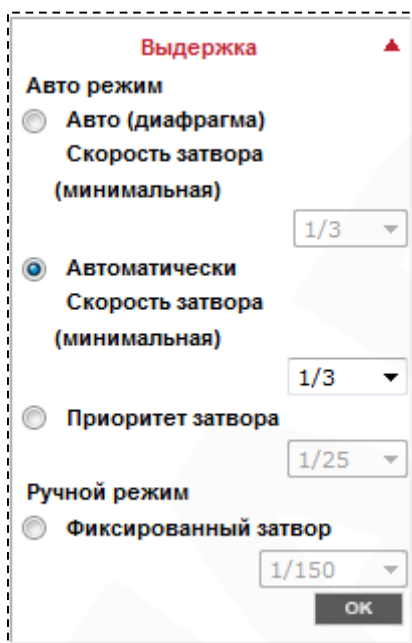 Выдержка
Авто режим
Авто (диафрагма)
Скорость затвора
(минимальная)
1/3
Автоматически
Скорость затвора
(минимальная)
1/3
Приоритет затвора
1/25
Ручной режим
Фиксированный затвор
1/150
OK